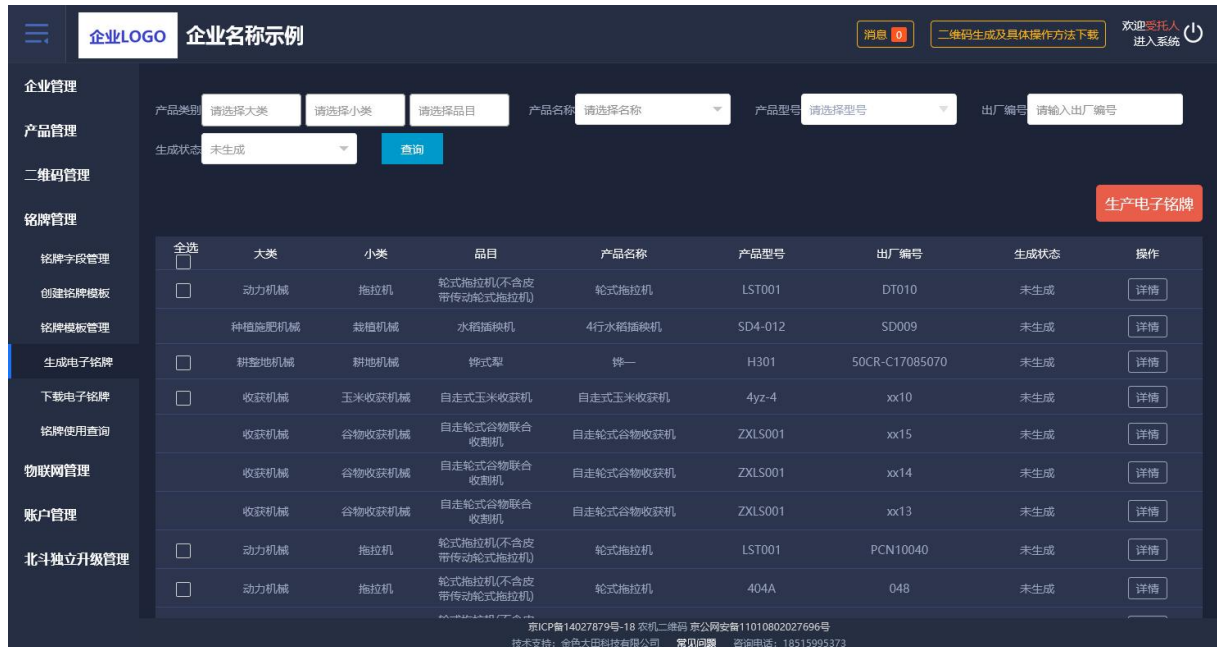 企业LOGO 企业名称示例 消息 0 二维码生成及具体操作方法下载 欢迎受托人
进入系统
企业管理
产品管理
二维码管理
铭牌管理
铭牌字段管理
创建铭牌模板
铭牌模板管理
生成电子铭牌
下载电子铭牌
铭牌使用查询
物联网管理
账户管理
北斗独立升级管理
产品类别 请选择大类 请选择小类 请选择品目 产品名称 请选择名称 产品型号 请选择型号 出厂编号 请输入出厂编号
生成状态 未生成 查询
生产电子铭牌
全选 大类 小类 品目 产品名称 产品型号 出厂编号 生成状态 操作
动力机械 拖拉机 轮式拖拉机(不含皮 轮式拖拉机 LST001 DT010 未生成 详情
带传动轮式拖拉机)
种植施肥机械 栽植机械 水稻插秧机 4行水稻插秧机 SD4-012 SD009 未生成 详情
耕整地机械 耕地机械 铧式犁 铧一 H301 50CR-C17085070 未生成 详情
收获机械 玉米收获机械 自走式玉米收获机 自走式玉米收获机 4yz-4 xx10 未生成 详情
收获机械 谷物收获机械 自走轮式谷物联合 自走轮式谷物收获机 ZXLS001 xx15 未生成 详情
收割机
收获机械 谷物收获机械 自走轮式谷物联合 自走轮式谷物收获机 ZXLS001 xx14 未生成 详情
收割机
收获机械 谷物收获机械 自走轮式谷物联合 自走轮式谷物收获机 ZXLS001 xx13 未生成 详情
收割机
动力机械 拖拉机 轮式拖拉机(不含皮 轮式拖拉机 LST001 PCN10040 未生成 详情
带传动轮式拖拉机)
动力机械 拖拉机 轮式拖拉机(不含皮 轮式拖拉机 404A 048 未生成 详情
带传动轮式拖拉机)
京ICP备14027879号-18 农机二维码 京公网安备11010802027696号
技术支持：金色大田科技有限公司 常见问题 咨询电话：18515995373